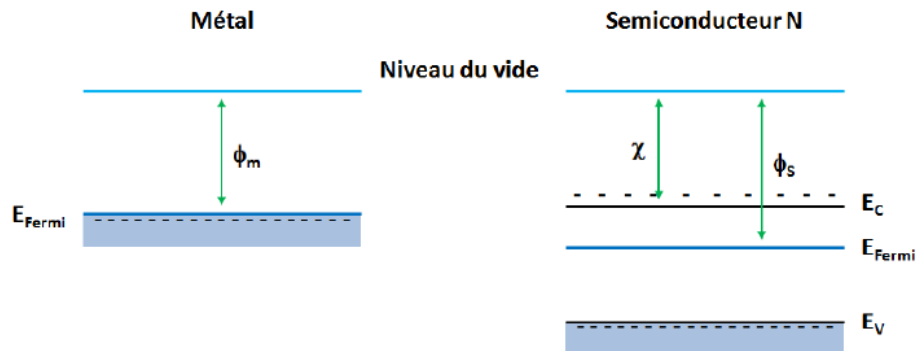 Métal
Semiconducteur N
Niveau du vide
ϕm
χ
ϕs
EFermi
EC
EFermi
EV